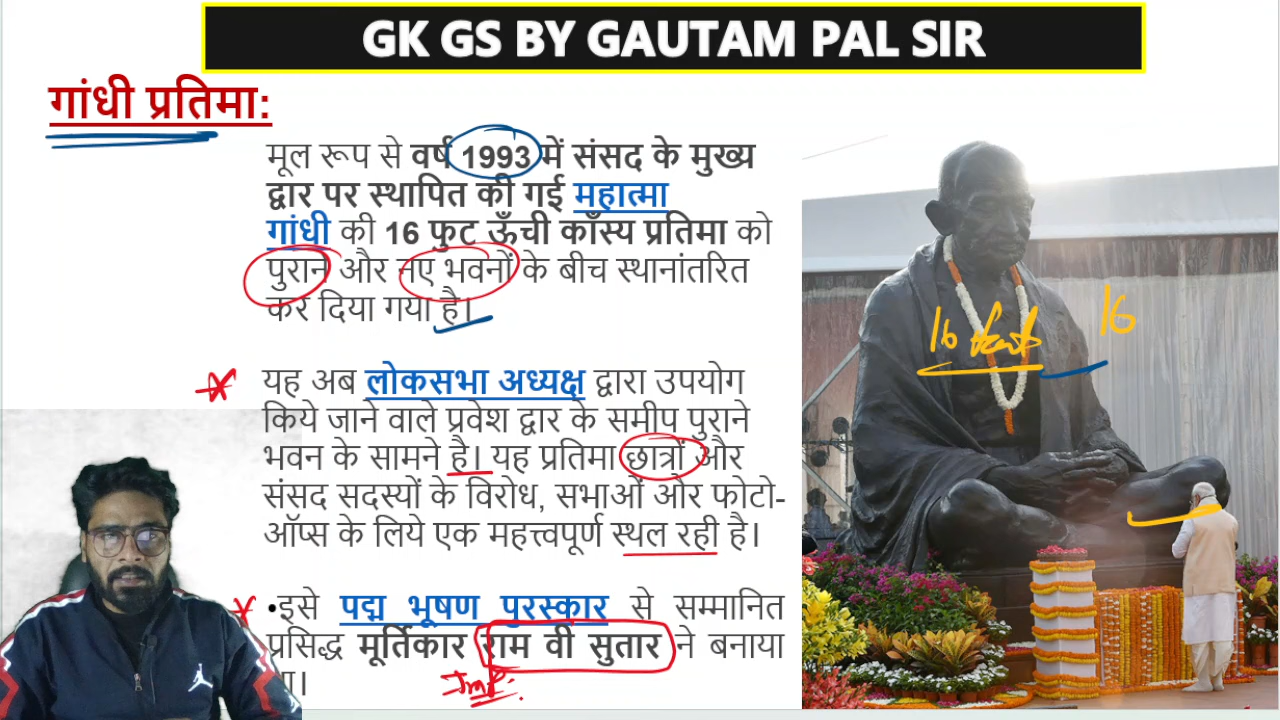 GK GS BY GAUTAM PAL SIR
गांधी प्रतिमा:
मूल रूप से वर्ष 1993 में संसद के मुख्य
द्वार पर स्थापित की गई महात्मा
गांधी की 16 फुट ऊँची काँस्य प्रतिमा को
पुराने और नए भवनों के बीच स्थानांतरित
कर दिया गया है।
16 feet 16
यह अब लोकसभा अध्यक्ष द्वारा उपयोग
किये जाने वाले प्रवेश द्वार के समीप पुराने
भवन के सामने है। यह प्रतिमा छात्रों और
संसद सदस्यों के विरोध, सभाओं और फोटो-
ऑप्स के लिये एक महत्त्वपूर्ण स्थल रही है।
•इसे पद्म भूषण पुरस्कार से सम्मानित
प्रसिद्ध मूर्तिकार राम वी सुतार ने बनाया
Imp.